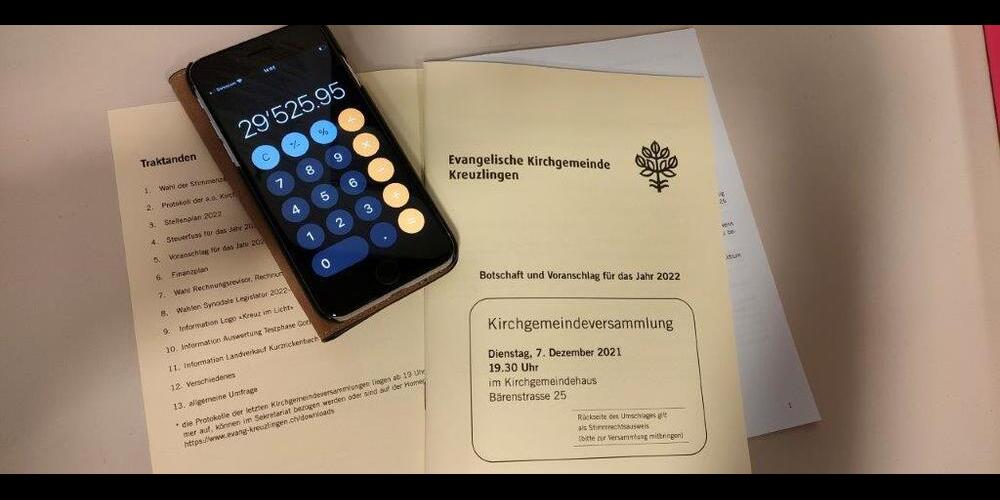 29'525.95
C
%
7
8
9
×
4
5
6
−
1
2
3
+
0
.
=
Traktanden
1. Wahl der
2. Protokoll der a.o.
3. Stellenplan 2022
4. Steuerfuss für das Jahr
5. Voranschlag für das Jahr
6. Finanzplan
7. Wahl Rechnungsrevisor,
8. Wahlen Synodale Legislatur 2022-
9. Information Logo «Kreuz im Licht»
10. Information Auswertung Testphase
11. Information Landverkauf Kurzrickenbach
12. Verschiedenes
13. allgemeine Umfrage
* die Protokolle der letzten Kirchgemeindeversammlungen liegen ab 19 Uhr
mer auf, können im Sekretariat bezogen werden oder sind auf der
https://www.evang-kreuzlingen.ch/downloads
Evangelische Kirchgemeinde
Kreuzlingen
Botschaft und Voranschlag für das Jahr 2022
Kirchgemeindeversammlung
Dienstag, 7. Dezember 2021
19.30 Uhr
im Kirchgemeindehaus
Bärenstrasse 25
Rückseite des Umschlages gilt
als Stimmrechtsausweis
(bitte zur Versammlung mitbringen)
1